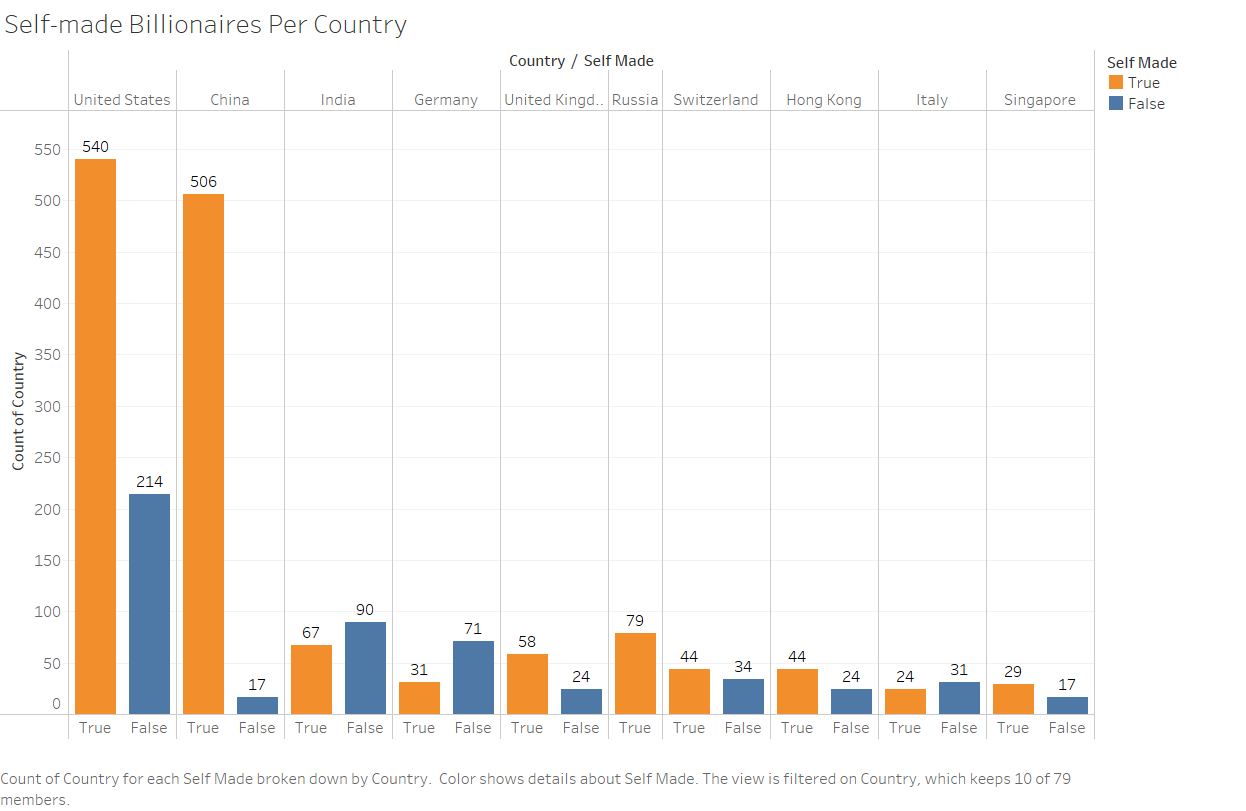 Self-made Billionaires Per Country
Country / Self Made
Self Made
True
False
United States China India Germany United Kingd.. Russia Switzerland Hong Kong Italy Singapore
Count of Country
550
500
450
400
350
300
250
200
150
100
50
0
540 214 506 17 67 90 31 71 58 24 79 44 34 44 24 24 31 29 17
True False True False True False True False True False True True False True False True False True False
Count of Country for each Self Made broken down by Country. Color shows details about Self Made. The view is filtered on Country, which keeps 10 of 79
members.